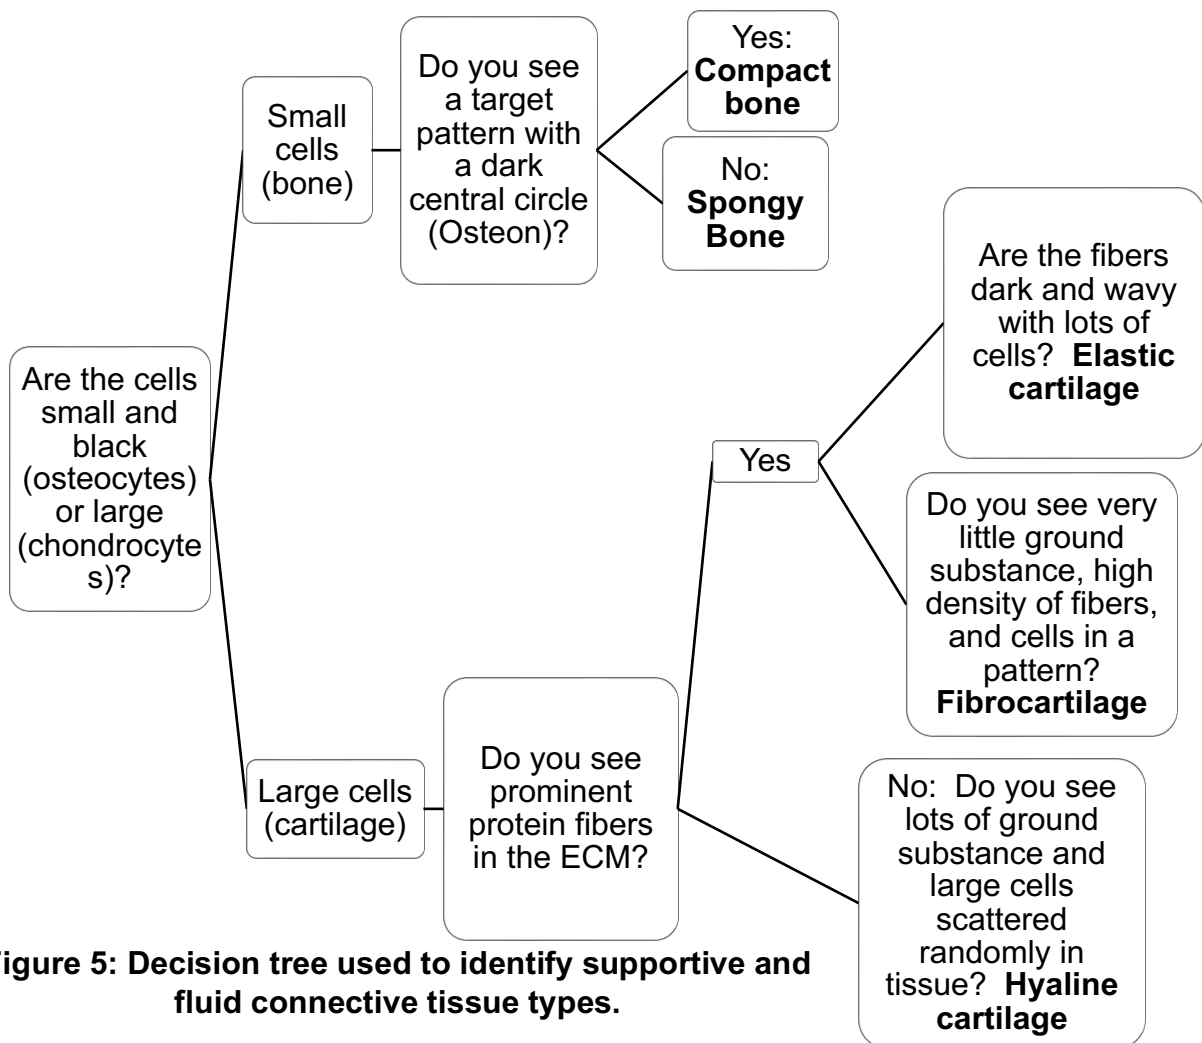 Are the cells
small and
black
(osteocytes)
or large
(chondrocyte
s)?
Small
cells
(bone)
Do you see
a target
pattern with
a dark
central circle
(Osteon)?
Yes:
Compact
bone
No:
Spongy
Bone
Large cells
(cartilage)
Do you see
prominent
protein fibers
in the ECM?
Yes
Are the fibers
dark and wavy
with lots of
cells? Elastic
cartilage
Do you see very
little ground
substance, high
density of fibers,
and cells in a
pattern?
Fibrocartilage
No: Do you see
lots of ground
substance and
large cells
scattered
randomly in
tissue? Hyaline
cartilage
igure 5: Decision tree used to identify supportive and
fluid connective tissue types.